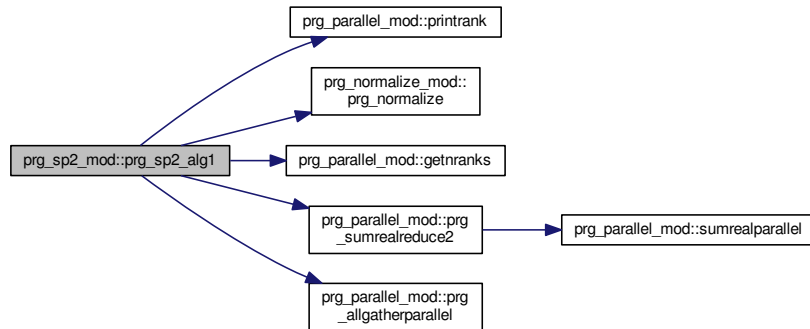 prg_parallel_mod::printrank
prg_normalize_mod::
prg_normalize
prg_sp2_mod::prg_sp2_alg1
prg_parallel_mod::getnranks
prg_parallel_mod::prg
_sumrealreduce2
prg_parallel_mod::sumrealparallel
prg_parallel_mod::prg
_allgatherparallel